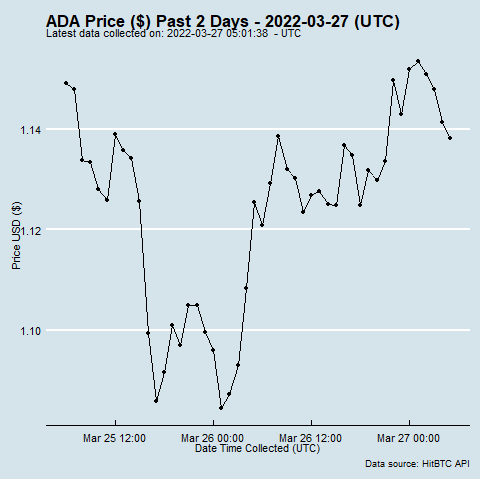 ADA Price ($) Past 2 Days - 2022-03-27 (UTC)
Latest data collected on: 2022-03-27 05:01:38 - UTC
1.14
1.12
1.10
Price USD ($)
Mar 25 12:00 Mar 26 00:00 Mar 26 12:00 Mar 27 00:00
Date Time Collected (UTC)
Data source: HitBTC API